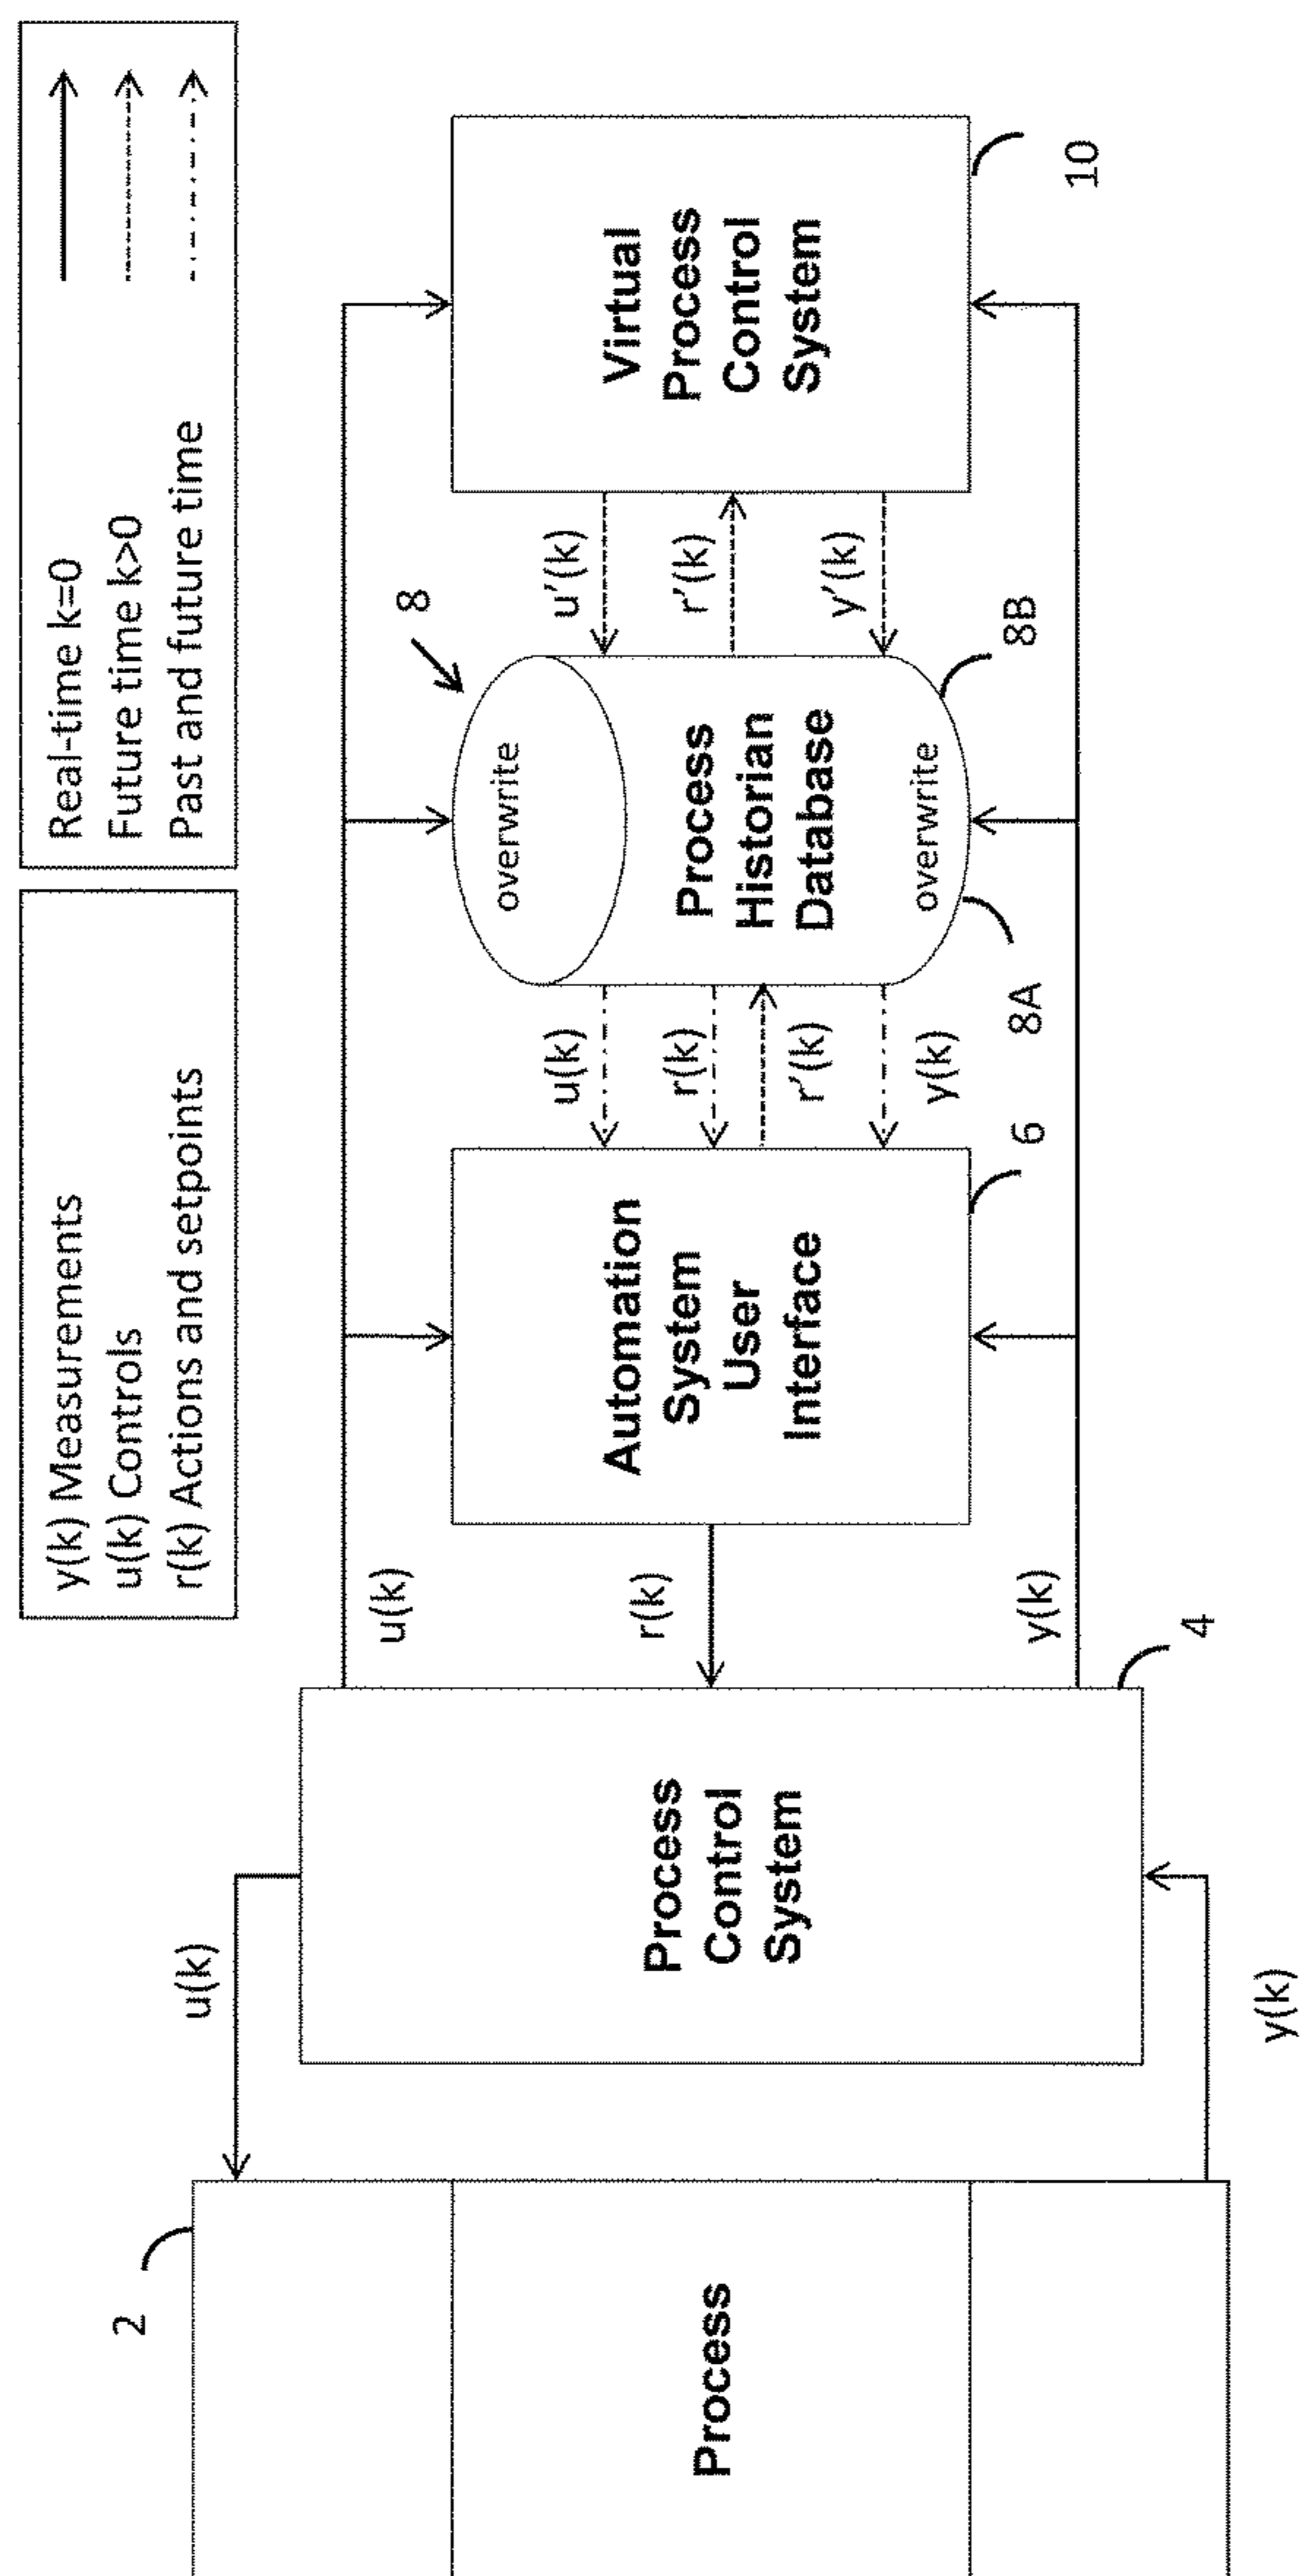 y(k) Measurements
u(k) Controls
r(k) Actions and setpoints
Real-time k=0
Future time k>0
Past and future time
2
Process
u(k)
y(k)
Process
Control
System
4
u(k)
r(k)
y(k)
Automation
System
User
Interface
6
u(k)
r(k)
r'(k)
y(k)
8
overwrite
Process
Historian
Database
overwrite
8A
8B
u'(k)
r'(k)
y'(k)
Virtual
Process
Control
System
10